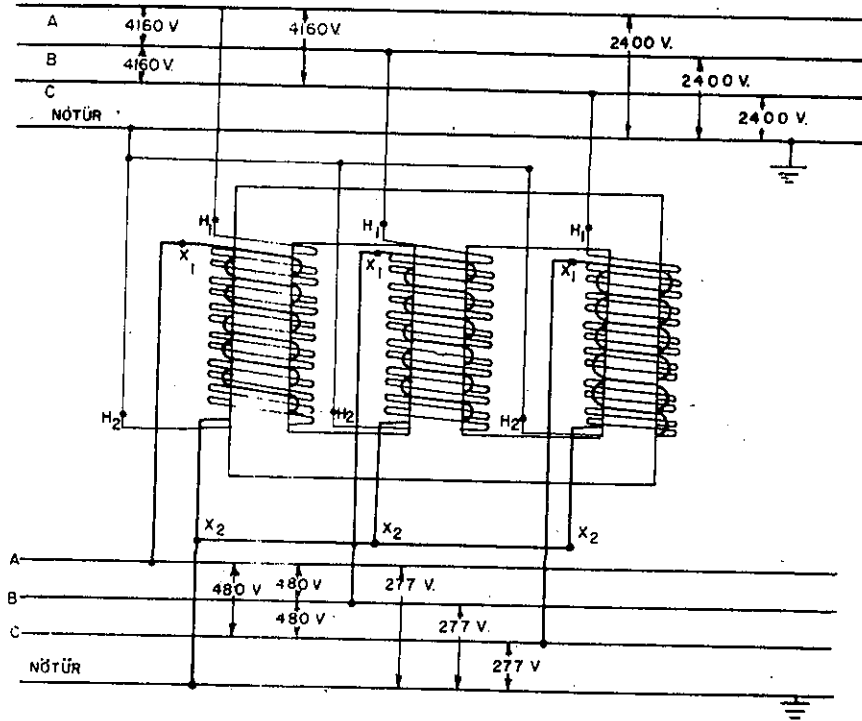 A
4160 V
4160 V.
2400 V.
B
4160 V.
2400 V.
C
2400 V.
NÖTÜR
H1
H1
H1
X1
X1
X1
H2
H2
H2
X2
X2
X2
A
480 V
480 V
277 V.
B
480 V
277 V.
C
277 V
NÖTÜR